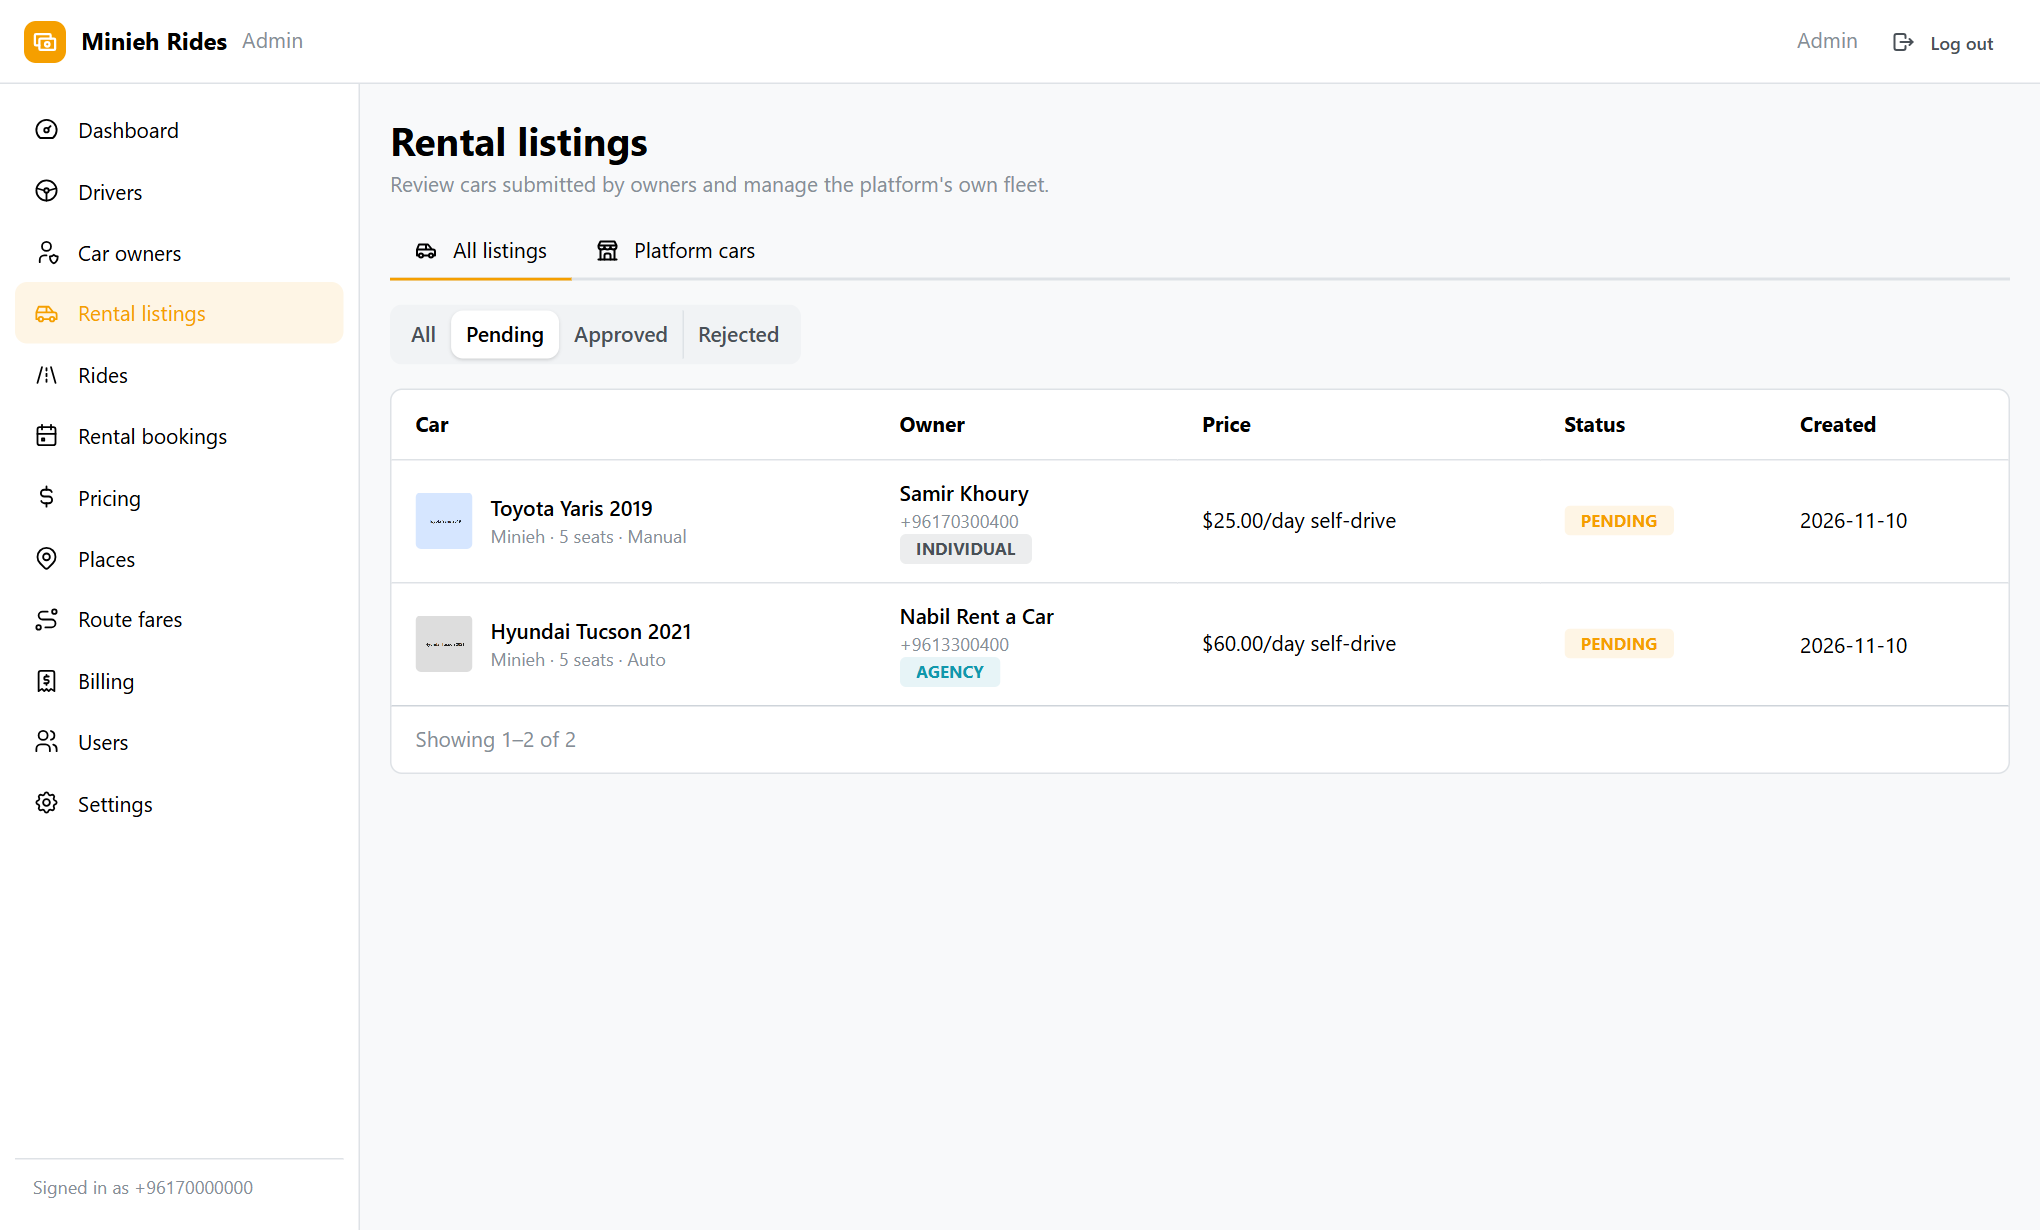 Minieh Rides Admin
Admin
Log out
Dashboard
Drivers
Car owners
Rental listings
Rides
Rental bookings
Pricing
Places
Route fares
Billing
Users
Settings
Signed in as +96170000000
Rental listings
Review cars submitted by owners and manage the platform's own fleet.
All listings
Platform cars
All
Pending
Approved
Rejected
Car Owner Price Status Created
Toyota Yaris 2019
Minieh · 5 seats · Manual
Samir Khoury
+96170300400
INDIVIDUAL
$25.00/day self-drive
PENDING
2026-11-10
Hyundai Tucson 2021
Hyundai Tucson 2021
Minieh · 5 seats · Auto
Nabil Rent a Car
+9613300400
AGENCY
$60.00/day self-drive
PENDING
2026-11-10
Showing 1–2 of 2